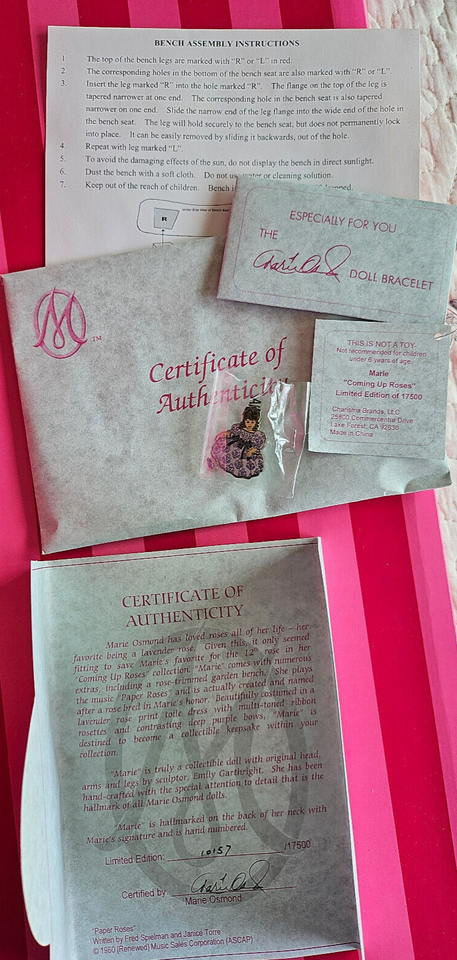 BENCH ASSEMBLY INSTRUCTIONS
1. The top of the bench legs are marked with "R" or "L" in red.
2. The corresponding holes in the bottom of the bench seat are also marked with "R" or "L".
3. Insert the leg marked "R" into the hole marked "R". The flange on the top of the leg is
tapered narrower at one end. The corresponding hole in the bench seat is also tapered
narrower on one end. Slide the narrow end of the leg flange into the wide end of the hole in
the bench seat. The leg will hold securely to the bench seat, but does not permanently lock
into place. It can be easily removed by sliding it backwards, out of the hole.
4. Repeat with leg marked "L".
5. To avoid the damaging effects of the sun, do not display the bench in direct sunlight.
6. Dust the bench with a soft cloth. Do not use water or cleaning solution.
7. Keep out of the reach of children. Bench i
R
ESPECIALLY FOR YOU
THE
Marie Osmond DOLL BRACELET
M TM
Certificate of
Authenticity
THIS IS NOT A TOY
Not recommended for children
under 6 years of age.
Marie
"Coming Up Roses"
Limited Edition of 17500
Charisma Brands, LLC
25800 Commercentre Drive
Lake Forest, CA 92630
Made in China
CERTIFICATE OF
AUTHENTICITY
Marie Osmond has loved roses all of her life – her
favorite being a lavender rose. Given this, it only seemed
fitting to save Marie's favorite for the 12th rose in her
"Coming Up Roses" collection. "Marie" comes with numerous
extras, including a rose-trimmed garden bench. She plays
the music "Paper Roses" and is actually created and named
after a rose bred in Marie's honor. Beautifully costumed in a
lavender rose print toile dress with multi-toned ribbon
rosettes and contrasting deep purple bows, "Marie" is
destined to become a collectible keepsake within your
collection.
"Marie" is truly a collectible doll with original head,
arms and legs by sculptor, Emily Garthright. She has been
hand-crafted with the special attention to detail that is the
hallmark of all Marie Osmond dolls.
"Marie" is hallmarked on the back of her neck with
Marie's signature and is hand numbered.
Limited Edition: 10157 /17500
Certified by Marie Osmond
Marie Osmond
"Paper Roses"
Written by Fred Spielman and Janice Torre
© 1960 (Renewed) Music Sales Corporation (ASCAP)